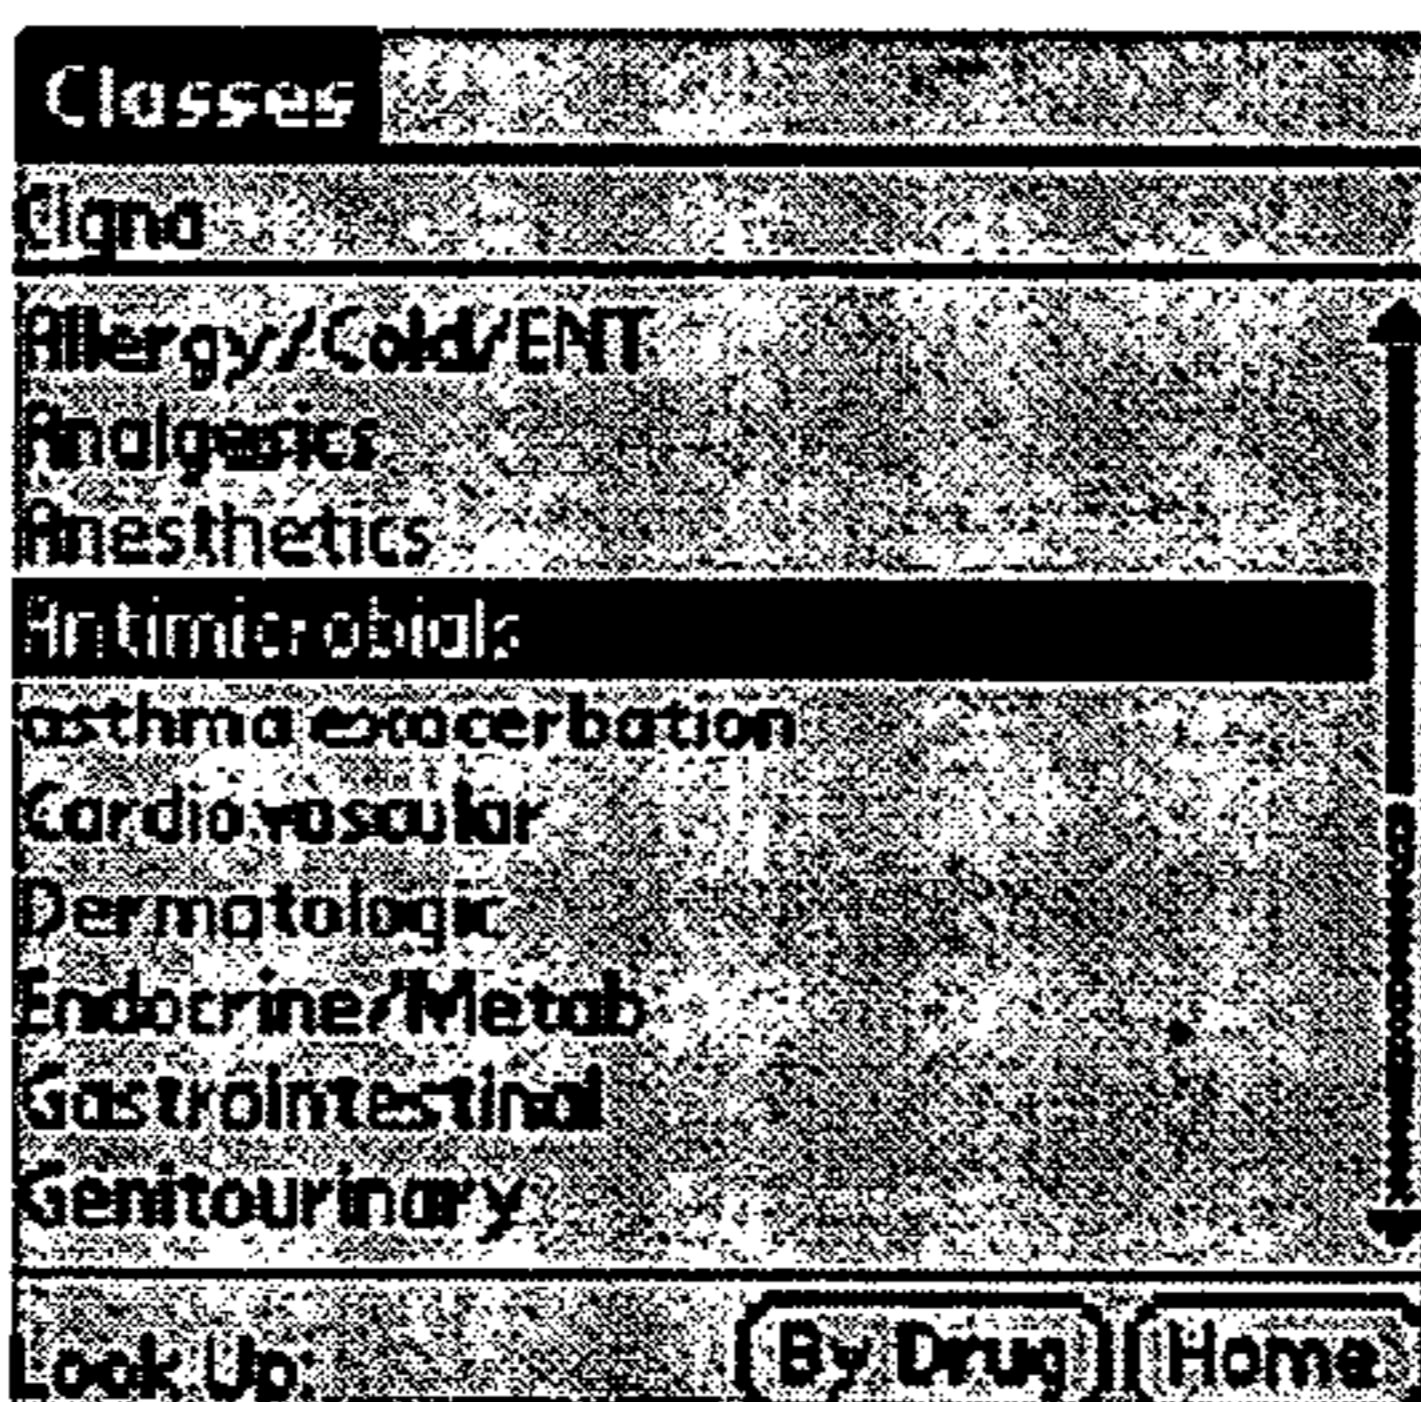 Classes
Cigna
Allergy/Cold/ENT
Analgesics
Anesthetics
Antimicrobials
asthma exacerbation
Cardiovascular
Dermatologic
Endocrine/Metab
Gastrointestinal
Genitourinary
Look Up: By Drug Home